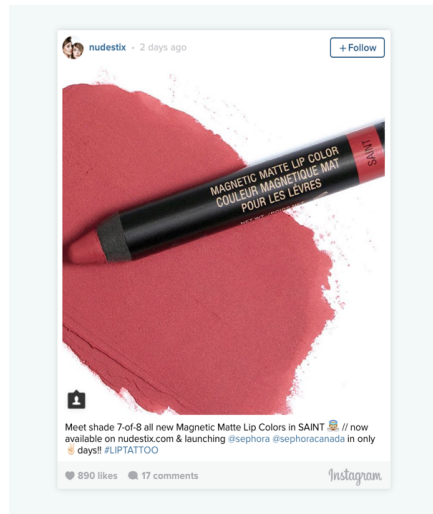 nudestix • 2 days ago
+ Follow
SAINT
MAGNETIC MATTE LIP COLOR
COULEUR MAGNETIQUE MAT
POUR LES LÈVRES
Meet shade 7-of-8 all new Magnetic Matte Lip Colors in SAINT 👼🏼 // now
available on nudestix.com & launching @sephora @sephoracanada in only
✌🏼days!! #LIPTATTOO
890 likes 17 comments Instagram